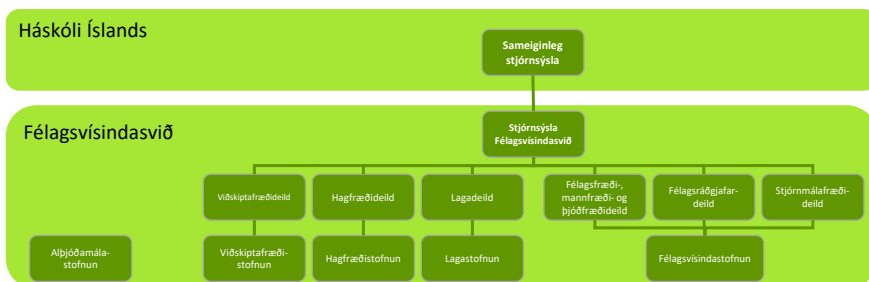 Háskóli Íslands
Sameiginleg
stjórnsýsla
Félagsvísindasvið
Stjórnsýsla
Félagsvísindasvið
Viðskiptafræðideild
Hagfræðideild
Lagadeild
Félagsfræði-,
mannfræði- og
þjóðfræðideild
Félagsráðgjafar-
deild
Stjórnmálafræði-
deild
Alþjóðamála-
stofnun
Viðskiptafræði-
stofnun
Hagfræðistofnun
Lagastofnun
Félagsvísindastofnun